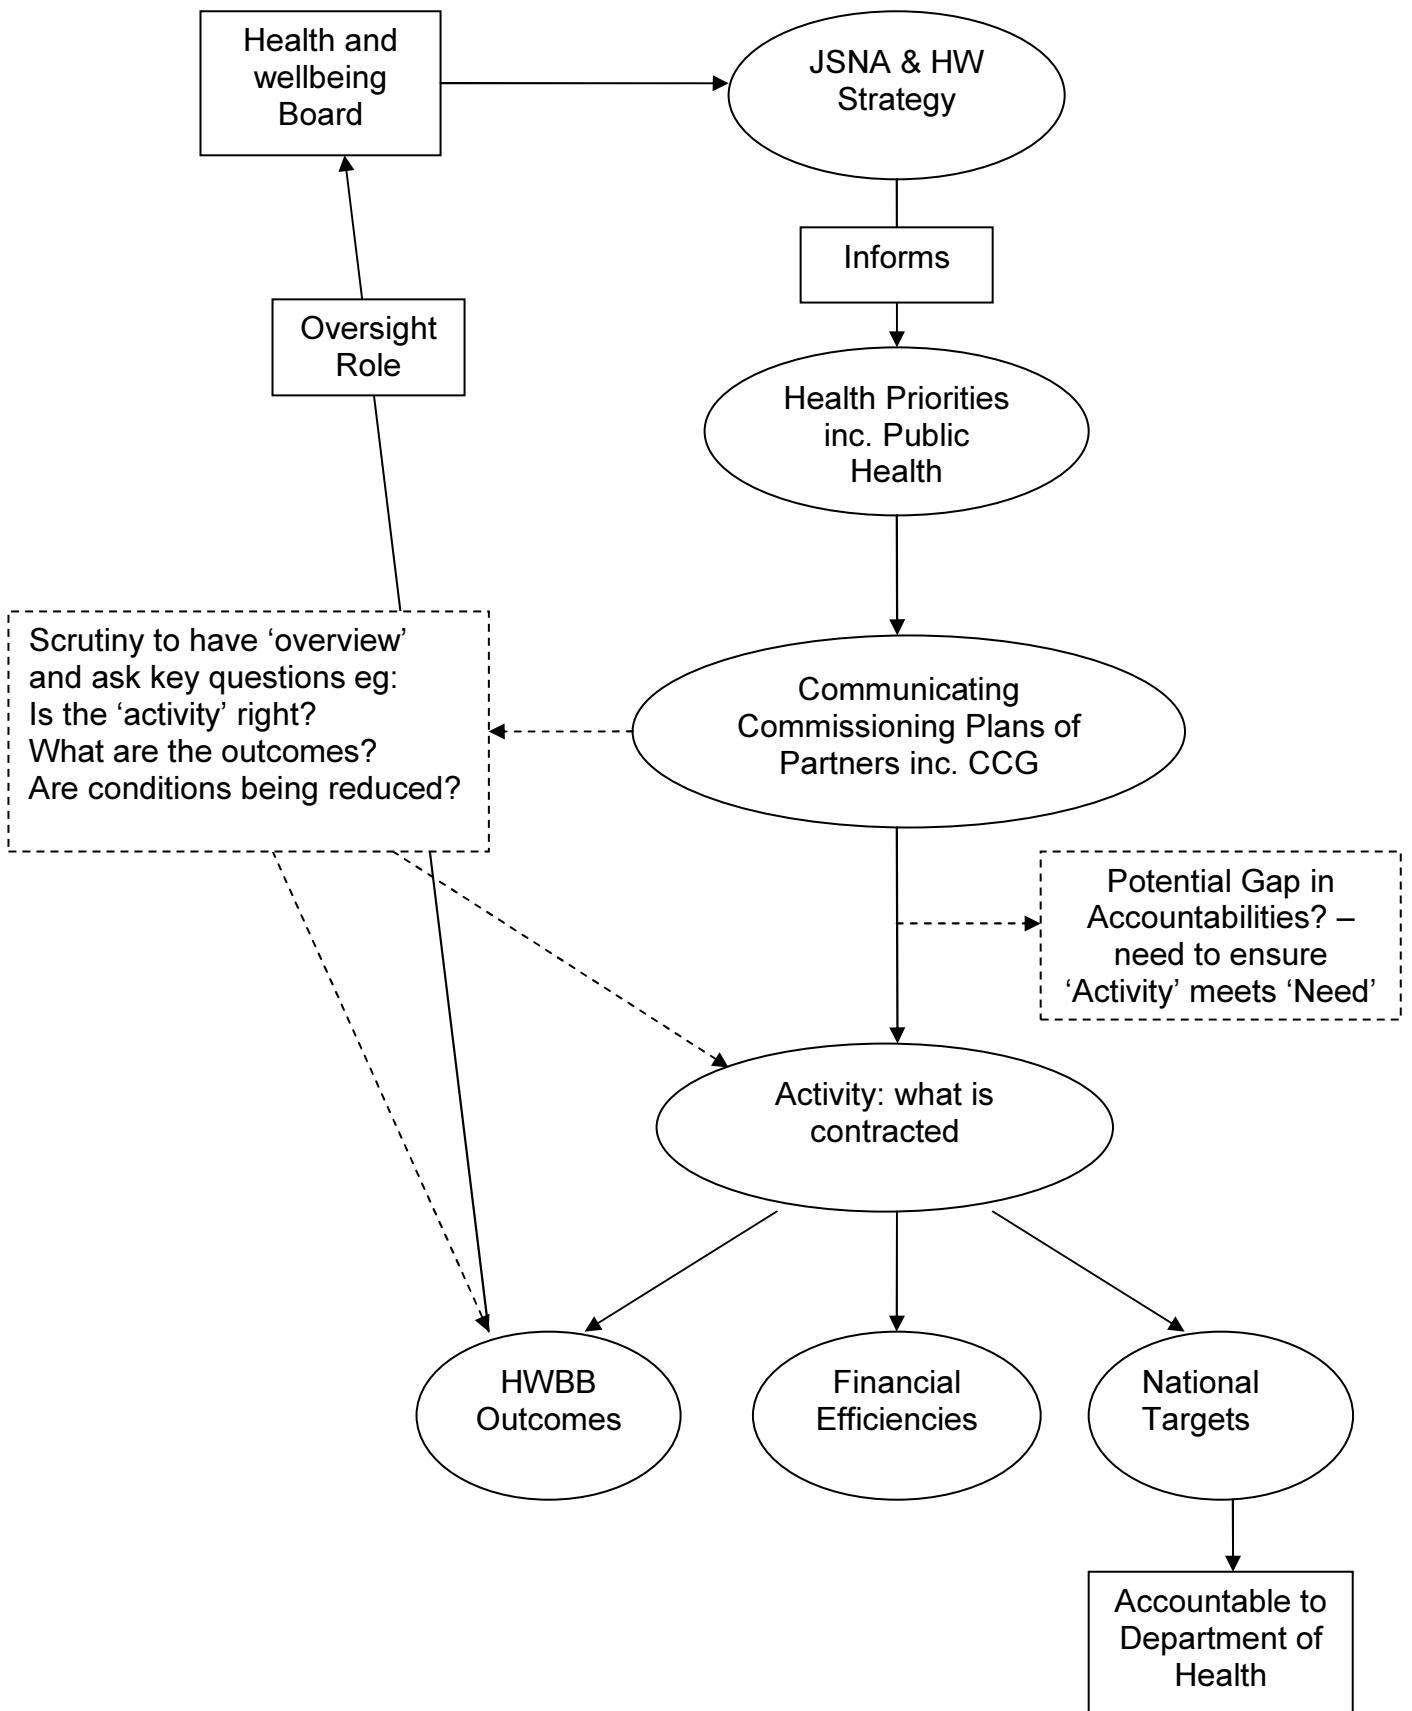 Health and
wellbeing
Board
JSNA & HW
Strategy
Informs
Oversight
Role
Health Priorities
inc. Public
Health
Scrutiny to have ‘overview’
and ask key questions eg:
Is the ‘activity’ right?
What are the outcomes?
Are conditions being reduced?
Communicating
Commissioning Plans of
Partners inc. CCG
Potential Gap in
Accountabilities? –
need to ensure
‘Activity’ meets ‘Need’
Activity: what is
contracted
HWBB
Outcomes
Financial
Efficiencies
National
Targets
Accountable to
Department of
Health